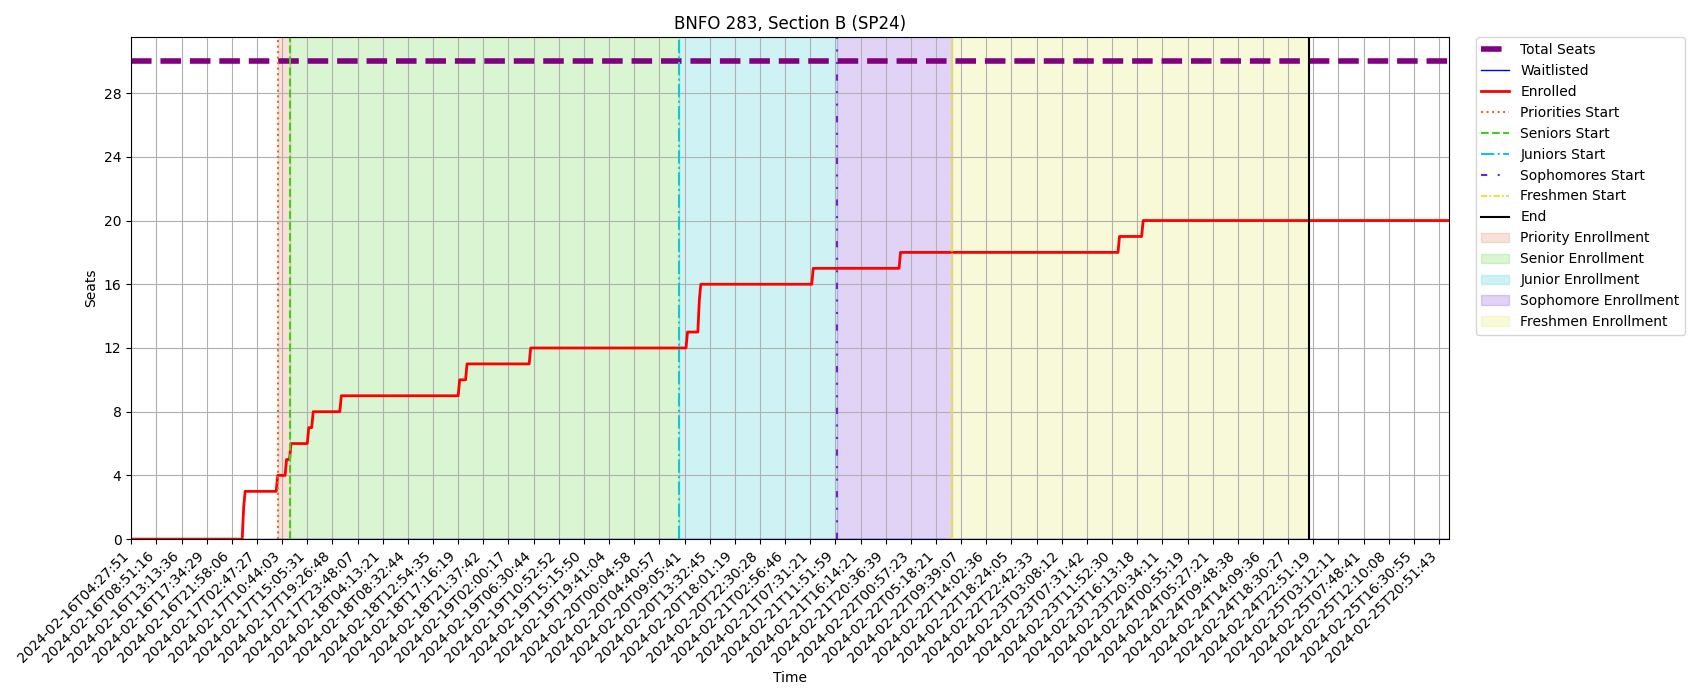 BNFO 283, Section B (SP24)
Seats
28
24
20
16
12
8
4
0
2024-02-16T04:27:51
2024-02-16T08:51:16
2024-02-16T13:13:36
2024-02-16T17:34:29
2024-02-16T21:58:06
2024-02-17T02:47:27
2024-02-17T10:44:03
2024-02-17T15:05:31
2024-02-17T19:26:48
2024-02-17T23:48:07
2024-02-18T04:13:21
2024-02-18T08:32:44
2024-02-18T12:54:35
2024-02-18T17:16:19
2024-02-18T21:37:42
2024-02-19T02:00:17
2024-02-19T06:30:44
2024-02-19T10:52:52
2024-02-19T15:15:50
2024-02-19T19:41:04
2024-02-20T00:04:58
2024-02-20T04:40:57
2024-02-20T09:05:41
2024-02-20T13:32:45
2024-02-20T18:01:19
2024-02-20T22:30:28
2024-02-21T02:56:46
2024-02-21T07:31:21
2024-02-21T11:51:59
2024-02-21T16:14:21
2024-02-21T20:36:39
2024-02-22T00:57:23
2024-02-22T05:18:21
2024-02-22T09:39:07
2024-02-22T14:02:36
2024-02-22T18:24:05
2024-02-22T22:42:33
2024-02-23T03:08:12
2024-02-23T07:31:42
2024-02-23T11:52:30
2024-02-23T16:13:18
2024-02-23T20:34:11
2024-02-24T00:55:19
2024-02-24T05:27:21
2024-02-24T09:48:38
2024-02-24T14:09:36
2024-02-24T18:30:27
2024-02-24T22:51:19
2024-02-25T03:12:11
2024-02-25T07:48:41
2024-02-25T12:10:08
2024-02-25T16:30:55
2024-02-25T20:51:43
Time
Total Seats
Waitlisted
Enrolled
Priorities Start
Seniors Start
Juniors Start
Sophomores Start
Freshmen Start
End
Priority Enrollment
Senior Enrollment
Junior Enrollment
Sophomore Enrollment
Freshmen Enrollment